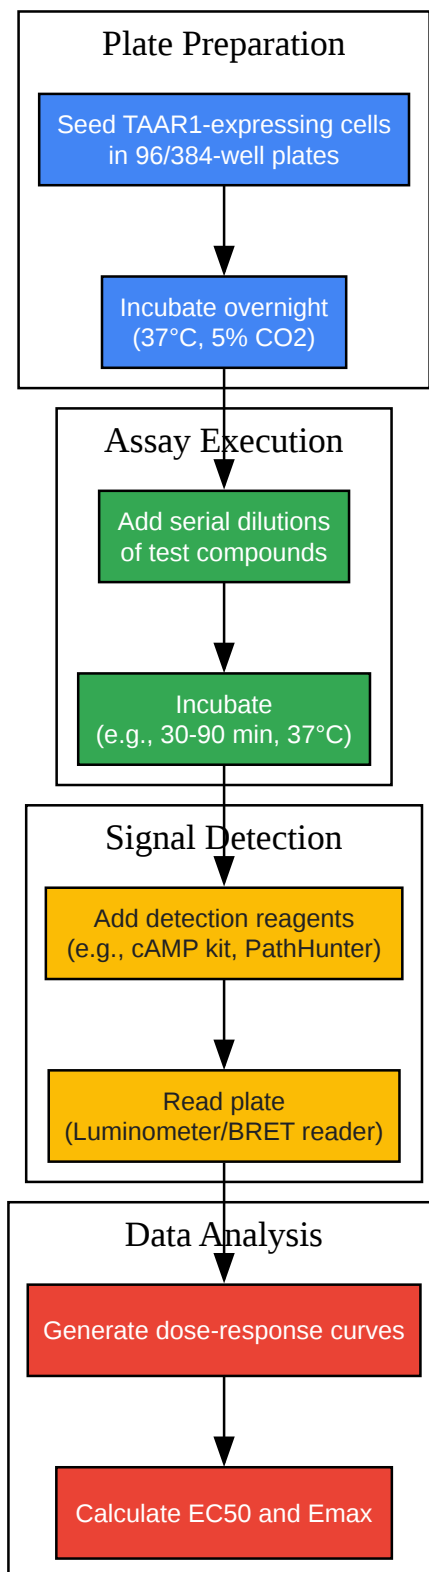 Plate Preparation
Seed TAAR1-expressing cells
in 96/384-well plates
Incubate overnight
(37°C, 5% CO2)
Assay Execution
Add serial dilutions
of test compounds
Incubate
(e.g., 30-90 min, 37°C)
Signal Detection
Add detection reagents
(e.g., cAMP kit, PathHunter)
Read plate
(Luminometer/BRET reader)
Data Analysis
Generate dose-response curves
Calculate EC50 and Emax